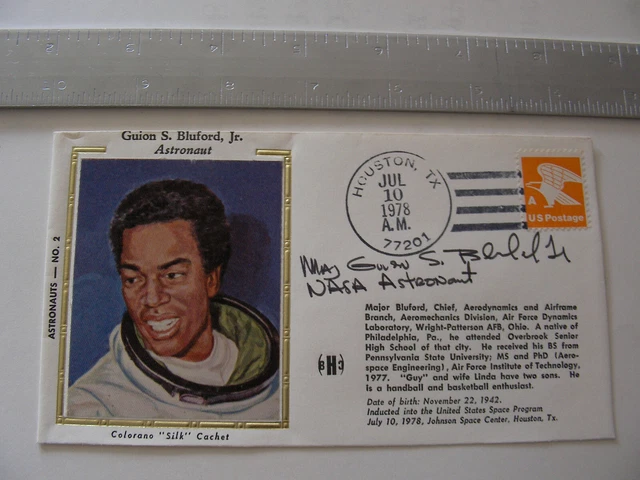 Guion S. Bluford, Jr.
Astronaut
ASTRONAUTS — NO. 2
Colorano "Silk" Cachet
HOUSTON, TX
JUL
10
1978
A.M.
77201
A
US Postage
Maj Guion S. Bluford Jr
NASA Astronaut
BHC
Major Bluford, Chief, Aerodynamics and Airframe
Branch, Aeromechanics Division, Air Force Dynamics
Laboratory, Wright-Patterson AFB, Ohio. A native of
Philadelphia, Pa., he attended Overbrook Senior
High School of that city. He received his BS from
Pennsylvania State University; MS and PhD (Aero-
space Engineering), Air Force Institute of Technology,
1977. "Guy" and wife Linda have two sons. He
is a handball and basketball enthusiast.
Date of birth: November 22, 1942.
Inducted into the United States Space Program
July 10, 1978, Johnson Space Center, Houston, Tx.